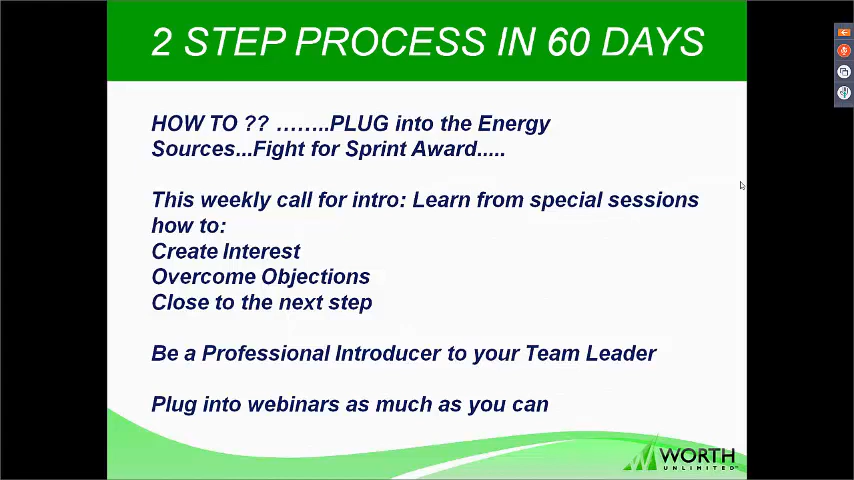 2 STEP PROCESS IN 60 DAYS
HOW TO ?? ……..PLUG into the Energy
Sources...Fight for Sprint Award.....
This weekly call for intro: Learn from special sessions
how to:
Create Interest
Overcome Objections
Close to the next step
Be a Professional Introducer to your Team Leader
Plug into webinars as much as you can
WORTH
UNLIMITED™